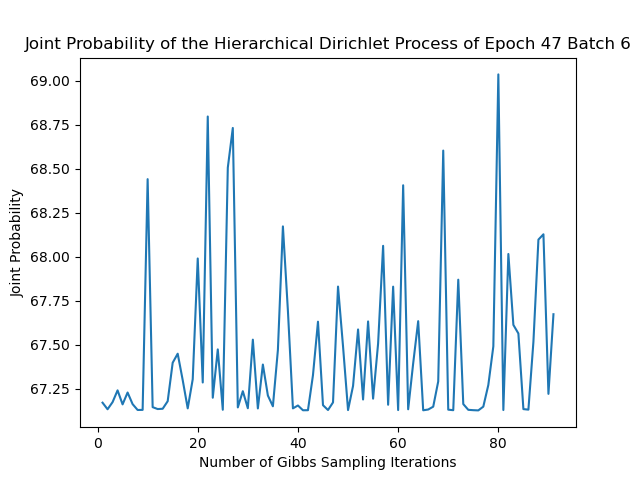 Joint Probability of the Hierarchical Dirichlet Process of Epoch 47 Batch 6
69.00
68.75
68.50
68.25
68.00
67.75
67.50
67.25
Joint Probability
0 20 40 60 80
Number of Gibbs Sampling Iterations